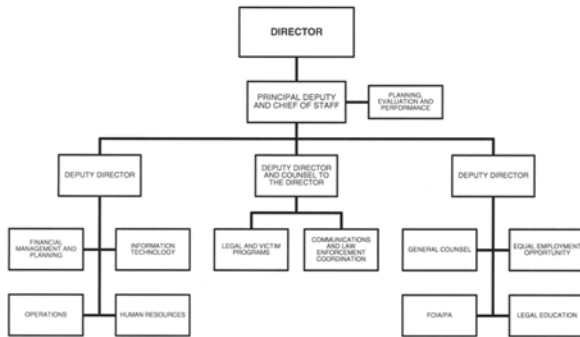 DIRECTOR
PRINCIPAL DEPUTY
AND CHIEF OF STAFF
PLANNING,
EVALUATION AND
PERFORMANCE
DEPUTY DIRECTOR
DEPUTY DIRECTOR
AND COUNSEL TO
THE DIRECTOR
DEPUTY DIRECTOR
FINANCIAL
MANAGEMENT AND
PLANNING
INFORMATION
TECHNOLOGY
LEGAL AND VICTIM
PROGRAMS
COMMUNICATIONS
AND LAW
ENFORCEMENT
COORDINATION
GENERAL COUNSEL
EQUAL EMPLOYMENT
OPPORTUNITY
OPERATIONS
HUMAN RESOURCES
FOIA/PA
LEGAL EDUCATION